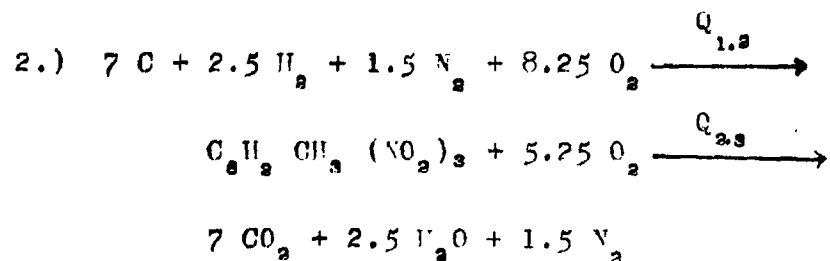 Q₁.₂
2.) 7 C + 2.5 H₂ + 1.5 N₂ + 8.25 O₂ ⟶
Q₂.₃
C₆H₂ CH₃ (NO₂)₃ + 5.25 O₂ ⟶
7 CO₂ + 2.5 H₂O + 1.5 N₂